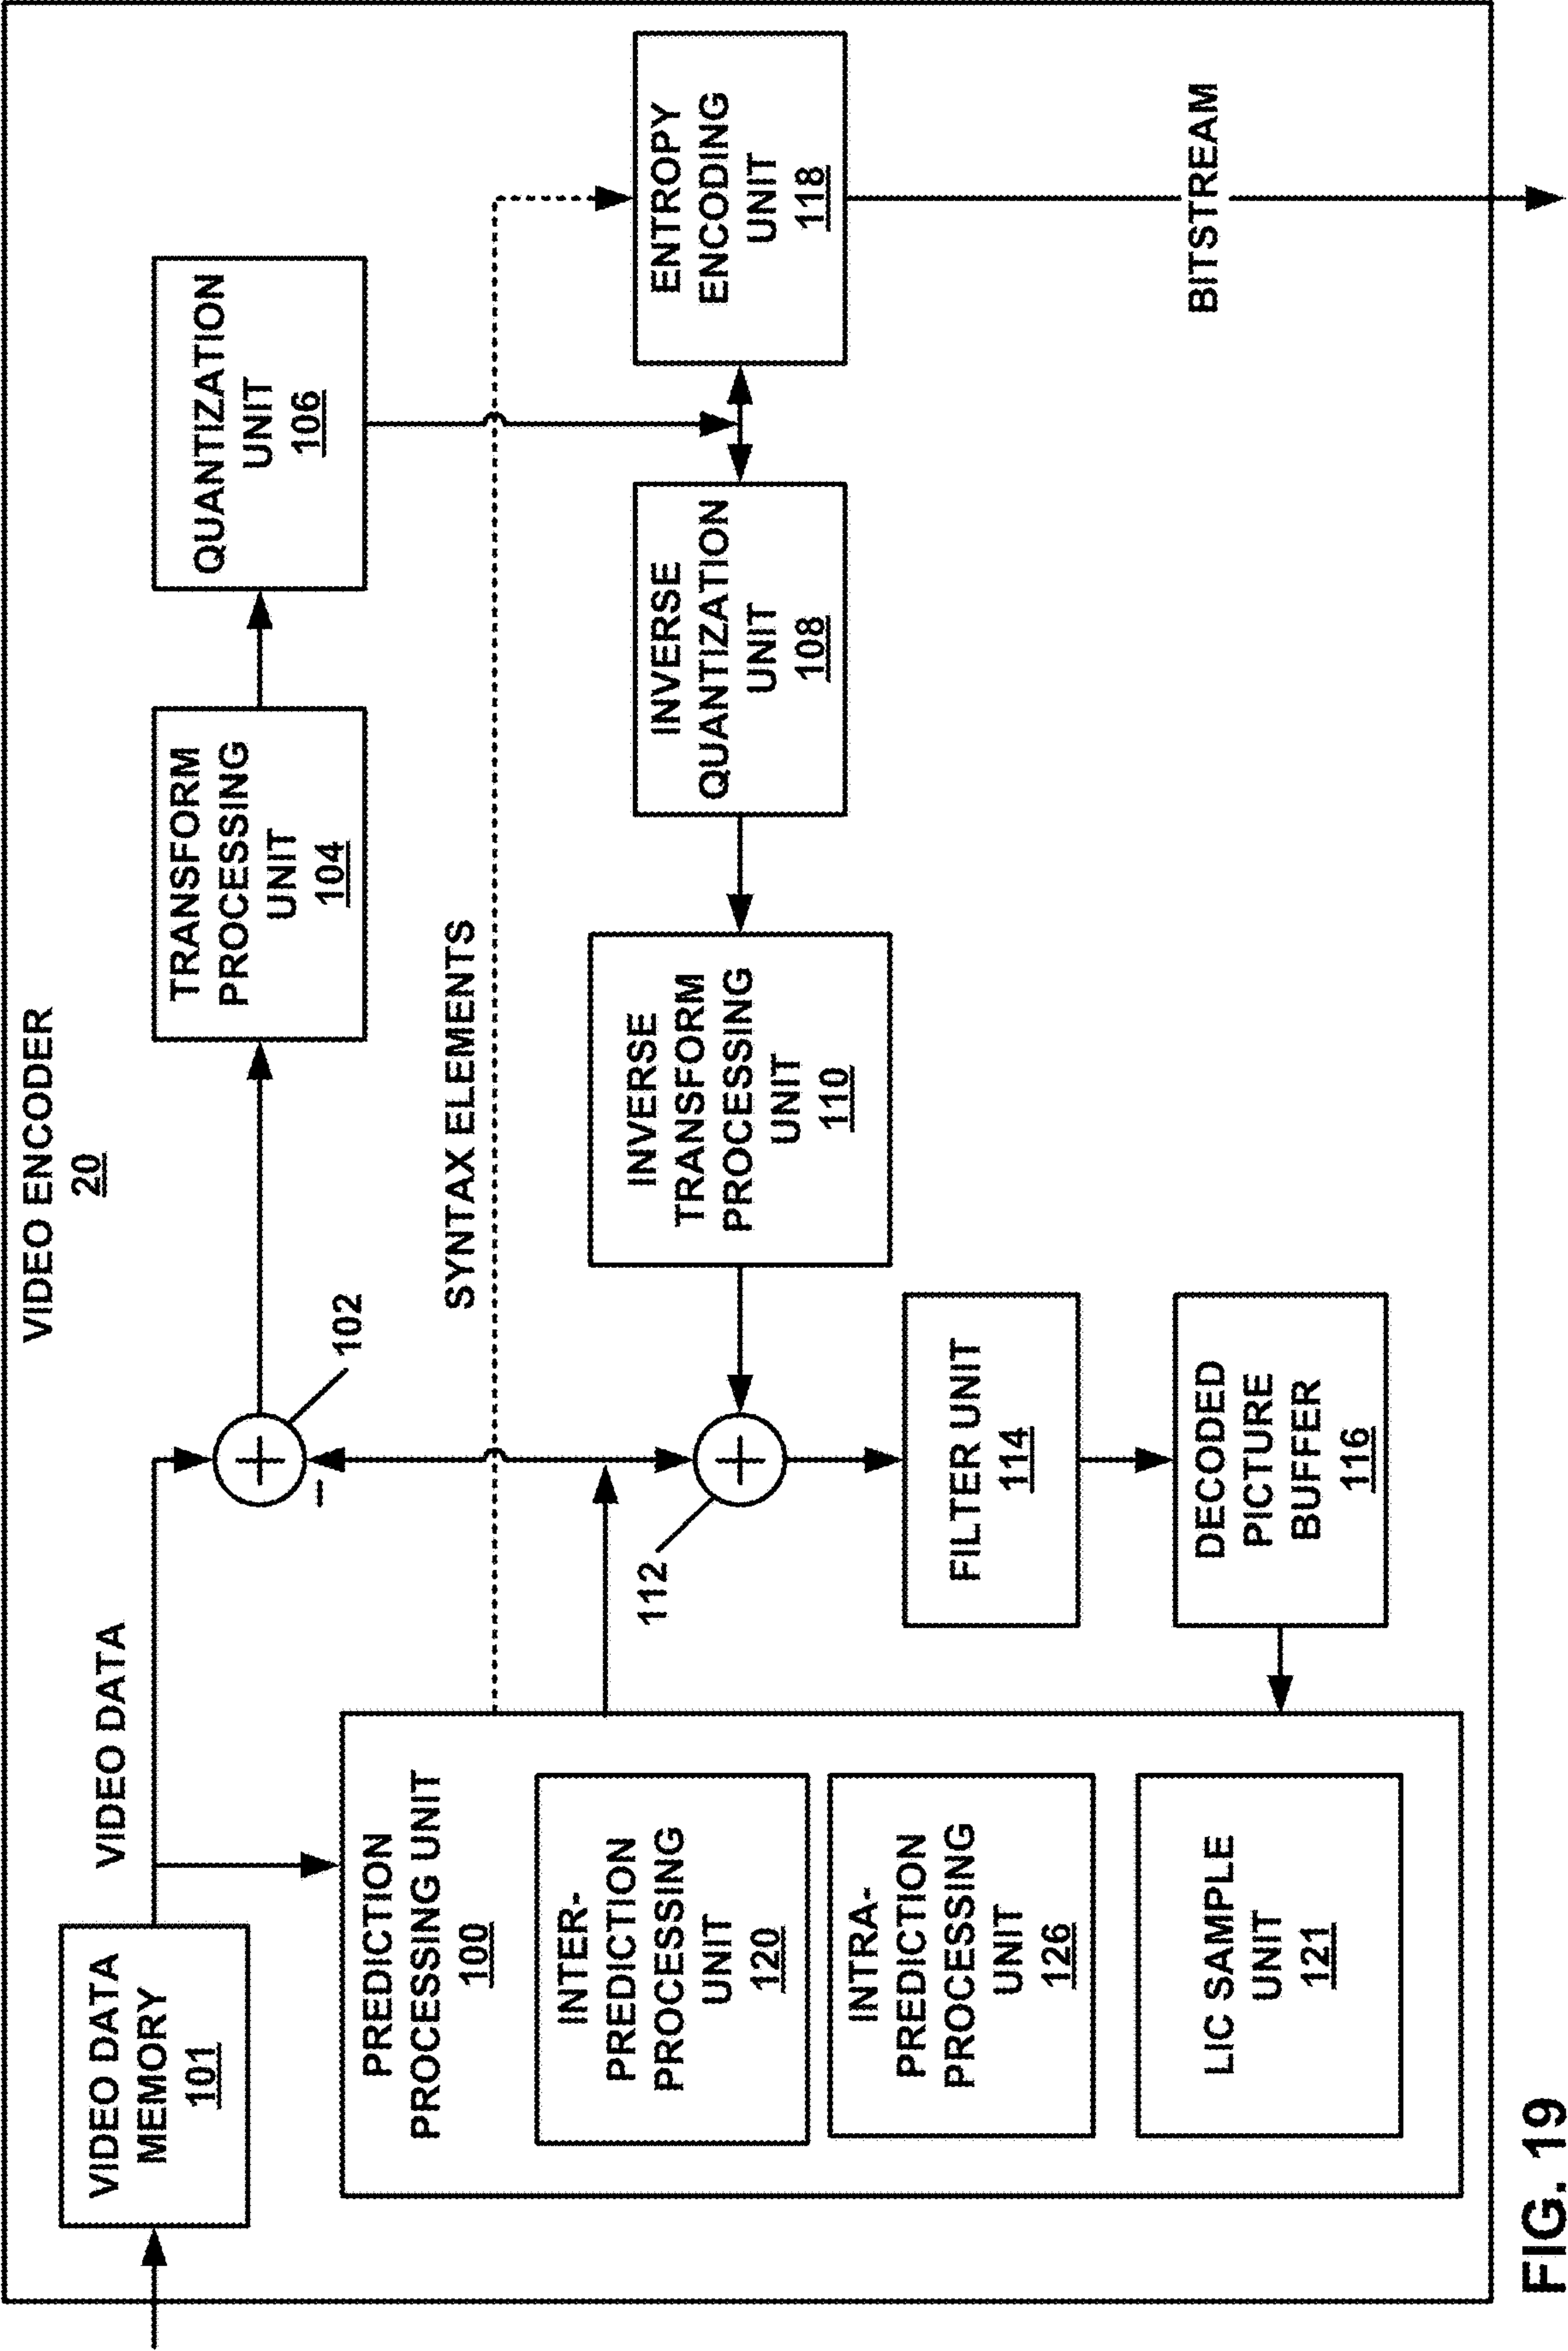 VIDEO ENCODER
20
VIDEO DATA
MEMORY
101
VIDEO DATA
102
TRANSFORM
PROCESSING
UNIT
104
QUANTIZATION
UNIT
106
SYNTAX ELEMENTS
PREDICTION
PROCESSING UNIT
100
INTER-
PREDICTION
PROCESSING
UNIT
120
INTRA-
PREDICTION
PROCESSING
UNIT
126
LIC SAMPLE
UNIT
121
112
INVERSE
TRANSFORM
PROCESSING
UNIT
110
INVERSE
QUANTIZATION
UNIT
108
ENTROPY
ENCODING
UNIT
118
FILTER UNIT
114
DECODED
PICTURE
BUFFER
116
BITSTREAM
FIG. 19